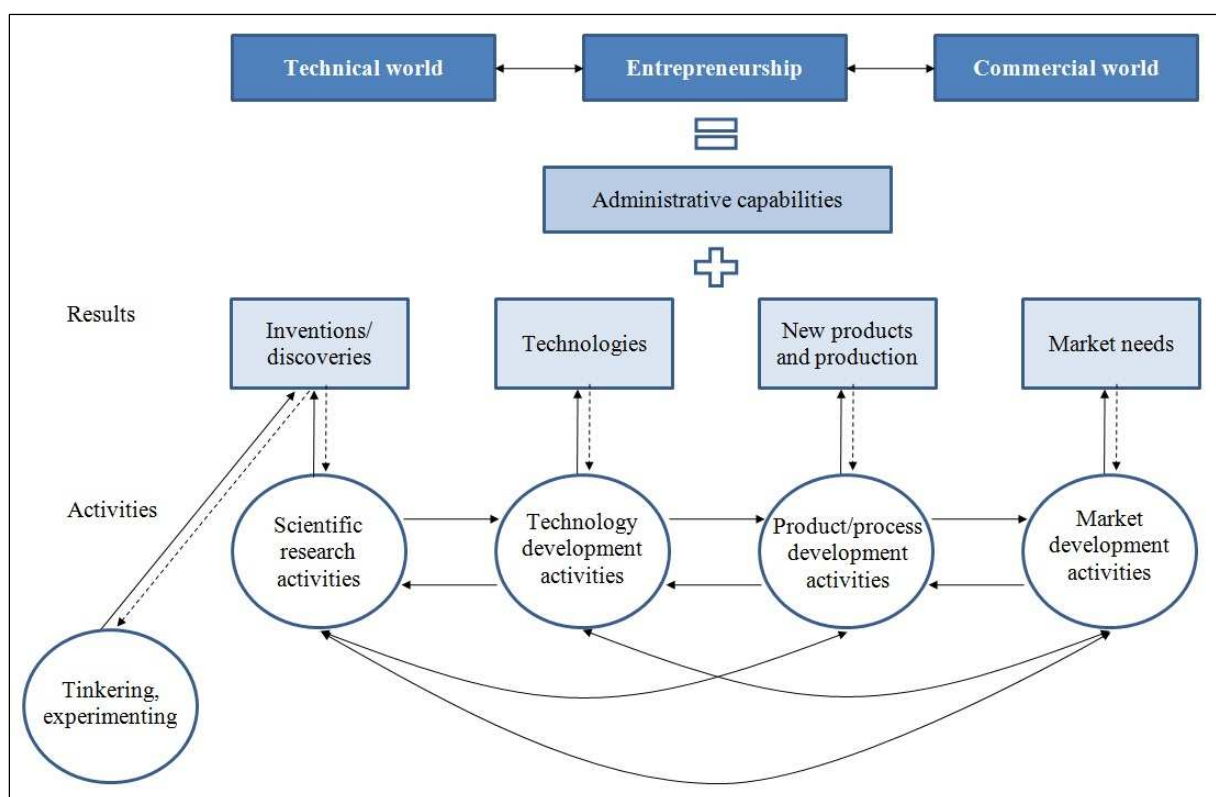 Technical world
Entrepreneurship
Commercial world
Administrative capabilities
Results
Inventions/
discoveries
Technologies
New products
and production
Market needs
Activities
Scientific
research
activities
Technology
development
activities
Product/process
development
activities
Market
development
activities
Tinkering,
experimenting